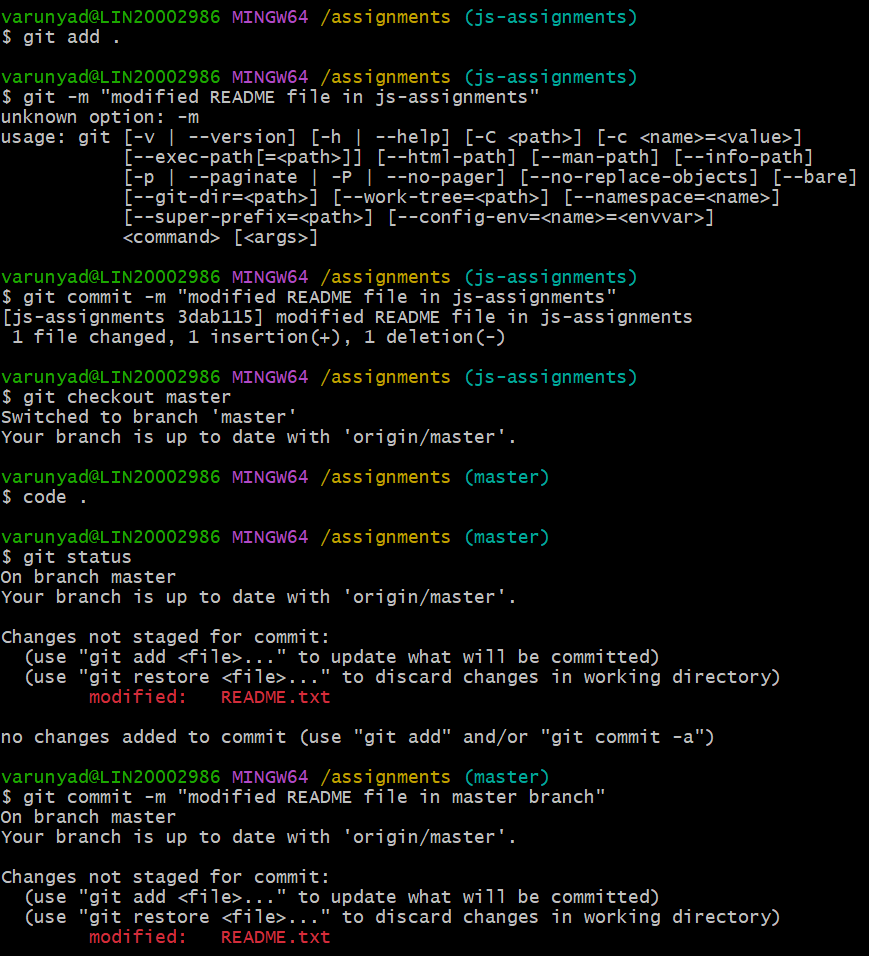 varunyad@LIN20002986 MINGW64 /assignments (js-assignments)
$ git add .
varunyad@LIN20002986 MINGW64 /assignments (js-assignments)
$ git -m "modified README file in js-assignments"
unknown option: -m
usage: git [-v | --version] [-h | --help] [-C <path>] [-c <name>=<value>]
           [--exec-path[=<path>]] [--html-path] [--man-path] [--info-path]
           [-p | --paginate | -P | --no-pager] [--no-replace-objects] [--bare]
           [--git-dir=<path>] [--work-tree=<path>] [--namespace=<name>]
           [--super-prefix=<path>] [--config-env=<name>=<envvar>]
           <command> [<args>]
varunyad@LIN20002986 MINGW64 /assignments (js-assignments)
$ git commit -m "modified README file in js-assignments"
[js-assignments 3dab115] modified README file in js-assignments
 1 file changed, 1 insertion(+), 1 deletion(-)
varunyad@LIN20002986 MINGW64 /assignments (js-assignments)
$ git checkout master
Switched to branch 'master'
Your branch is up to date with 'origin/master'.
varunyad@LIN20002986 MINGW64 /assignments (master)
$ code .
varunyad@LIN20002986 MINGW64 /assignments (master)
$ git status
On branch master
Your branch is up to date with 'origin/master'.
Changes not staged for commit:
  (use "git add <file>..." to update what will be committed)
  (use "git restore <file>..." to discard changes in working directory)
        modified:   README.txt
no changes added to commit (use "git add" and/or "git commit -a")
varunyad@LIN20002986 MINGW64 /assignments (master)
$ git commit -m "modified README file in master branch"
On branch master
Your branch is up to date with 'origin/master'.
Changes not staged for commit:
  (use "git add <file>..." to update what will be committed)
  (use "git restore <file>..." to discard changes in working directory)
        modified:   README.txt